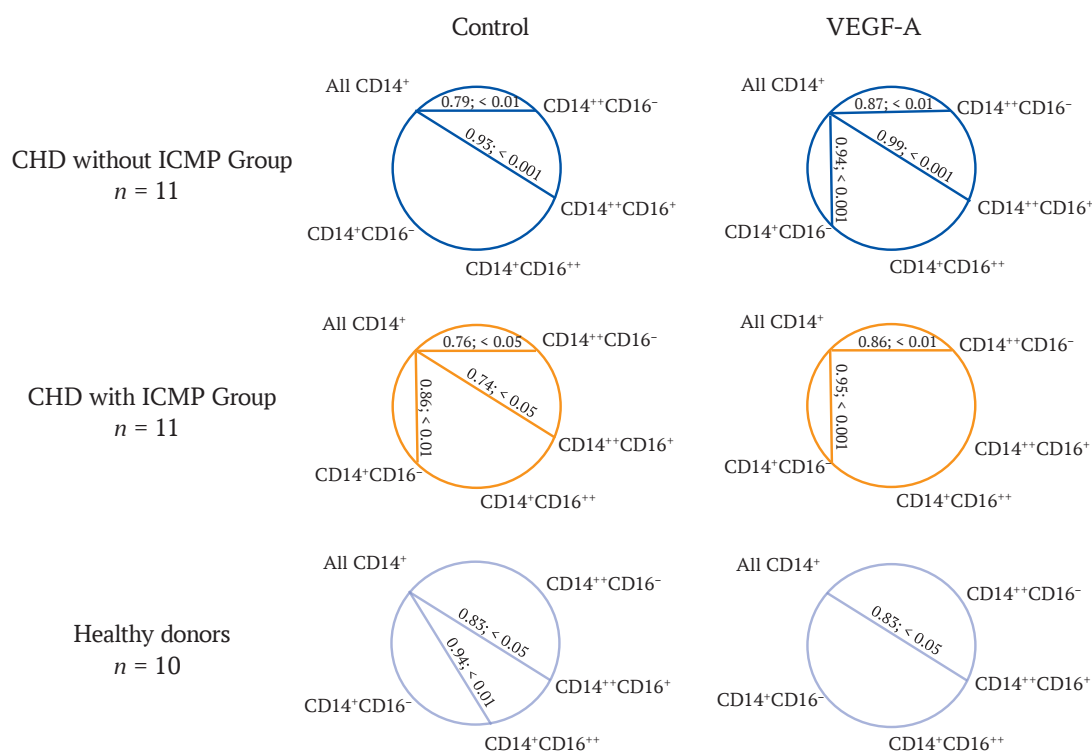 Control
VEGF-A
CHD without ICMP Group
n = 11
All CD14⁺
0.79; < 0.01
CD14⁺⁺CD16⁻
0.93; < 0.001
CD14⁺⁺CD16⁺
CD14⁺CD16⁻
CD14⁺CD16⁺⁺
All CD14⁺
0.87; < 0.01
CD14⁺⁺CD16⁻
0.99; < 0.001
0.94; < 0.001
CD14⁺⁺CD16⁺
CD14⁺CD16⁻
CD14⁺CD16⁺⁺
CHD with ICMP Group
n = 11
All CD14⁺
0.76; < 0.05
CD14⁺⁺CD16⁻
0.74; < 0.05
0.86; < 0.01
CD14⁺⁺CD16⁺
CD14⁺CD16⁻
CD14⁺CD16⁺⁺
All CD14⁺
0.86; < 0.01
CD14⁺⁺CD16⁻
0.95; < 0.001
CD14⁺⁺CD16⁺
CD14⁺CD16⁻
CD14⁺CD16⁺⁺
Healthy donors
n = 10
All CD14⁺
CD14⁺⁺CD16⁻
0.83; < 0.05
0.94; < 0.01
CD14⁺⁺CD16⁺
CD14⁺CD16⁻
CD14⁺CD16⁺⁺
All CD14⁺
CD14⁺⁺CD16⁻
0.83; < 0.05
CD14⁺⁺CD16⁺
CD14⁺CD16⁻
CD14⁺CD16⁺⁺